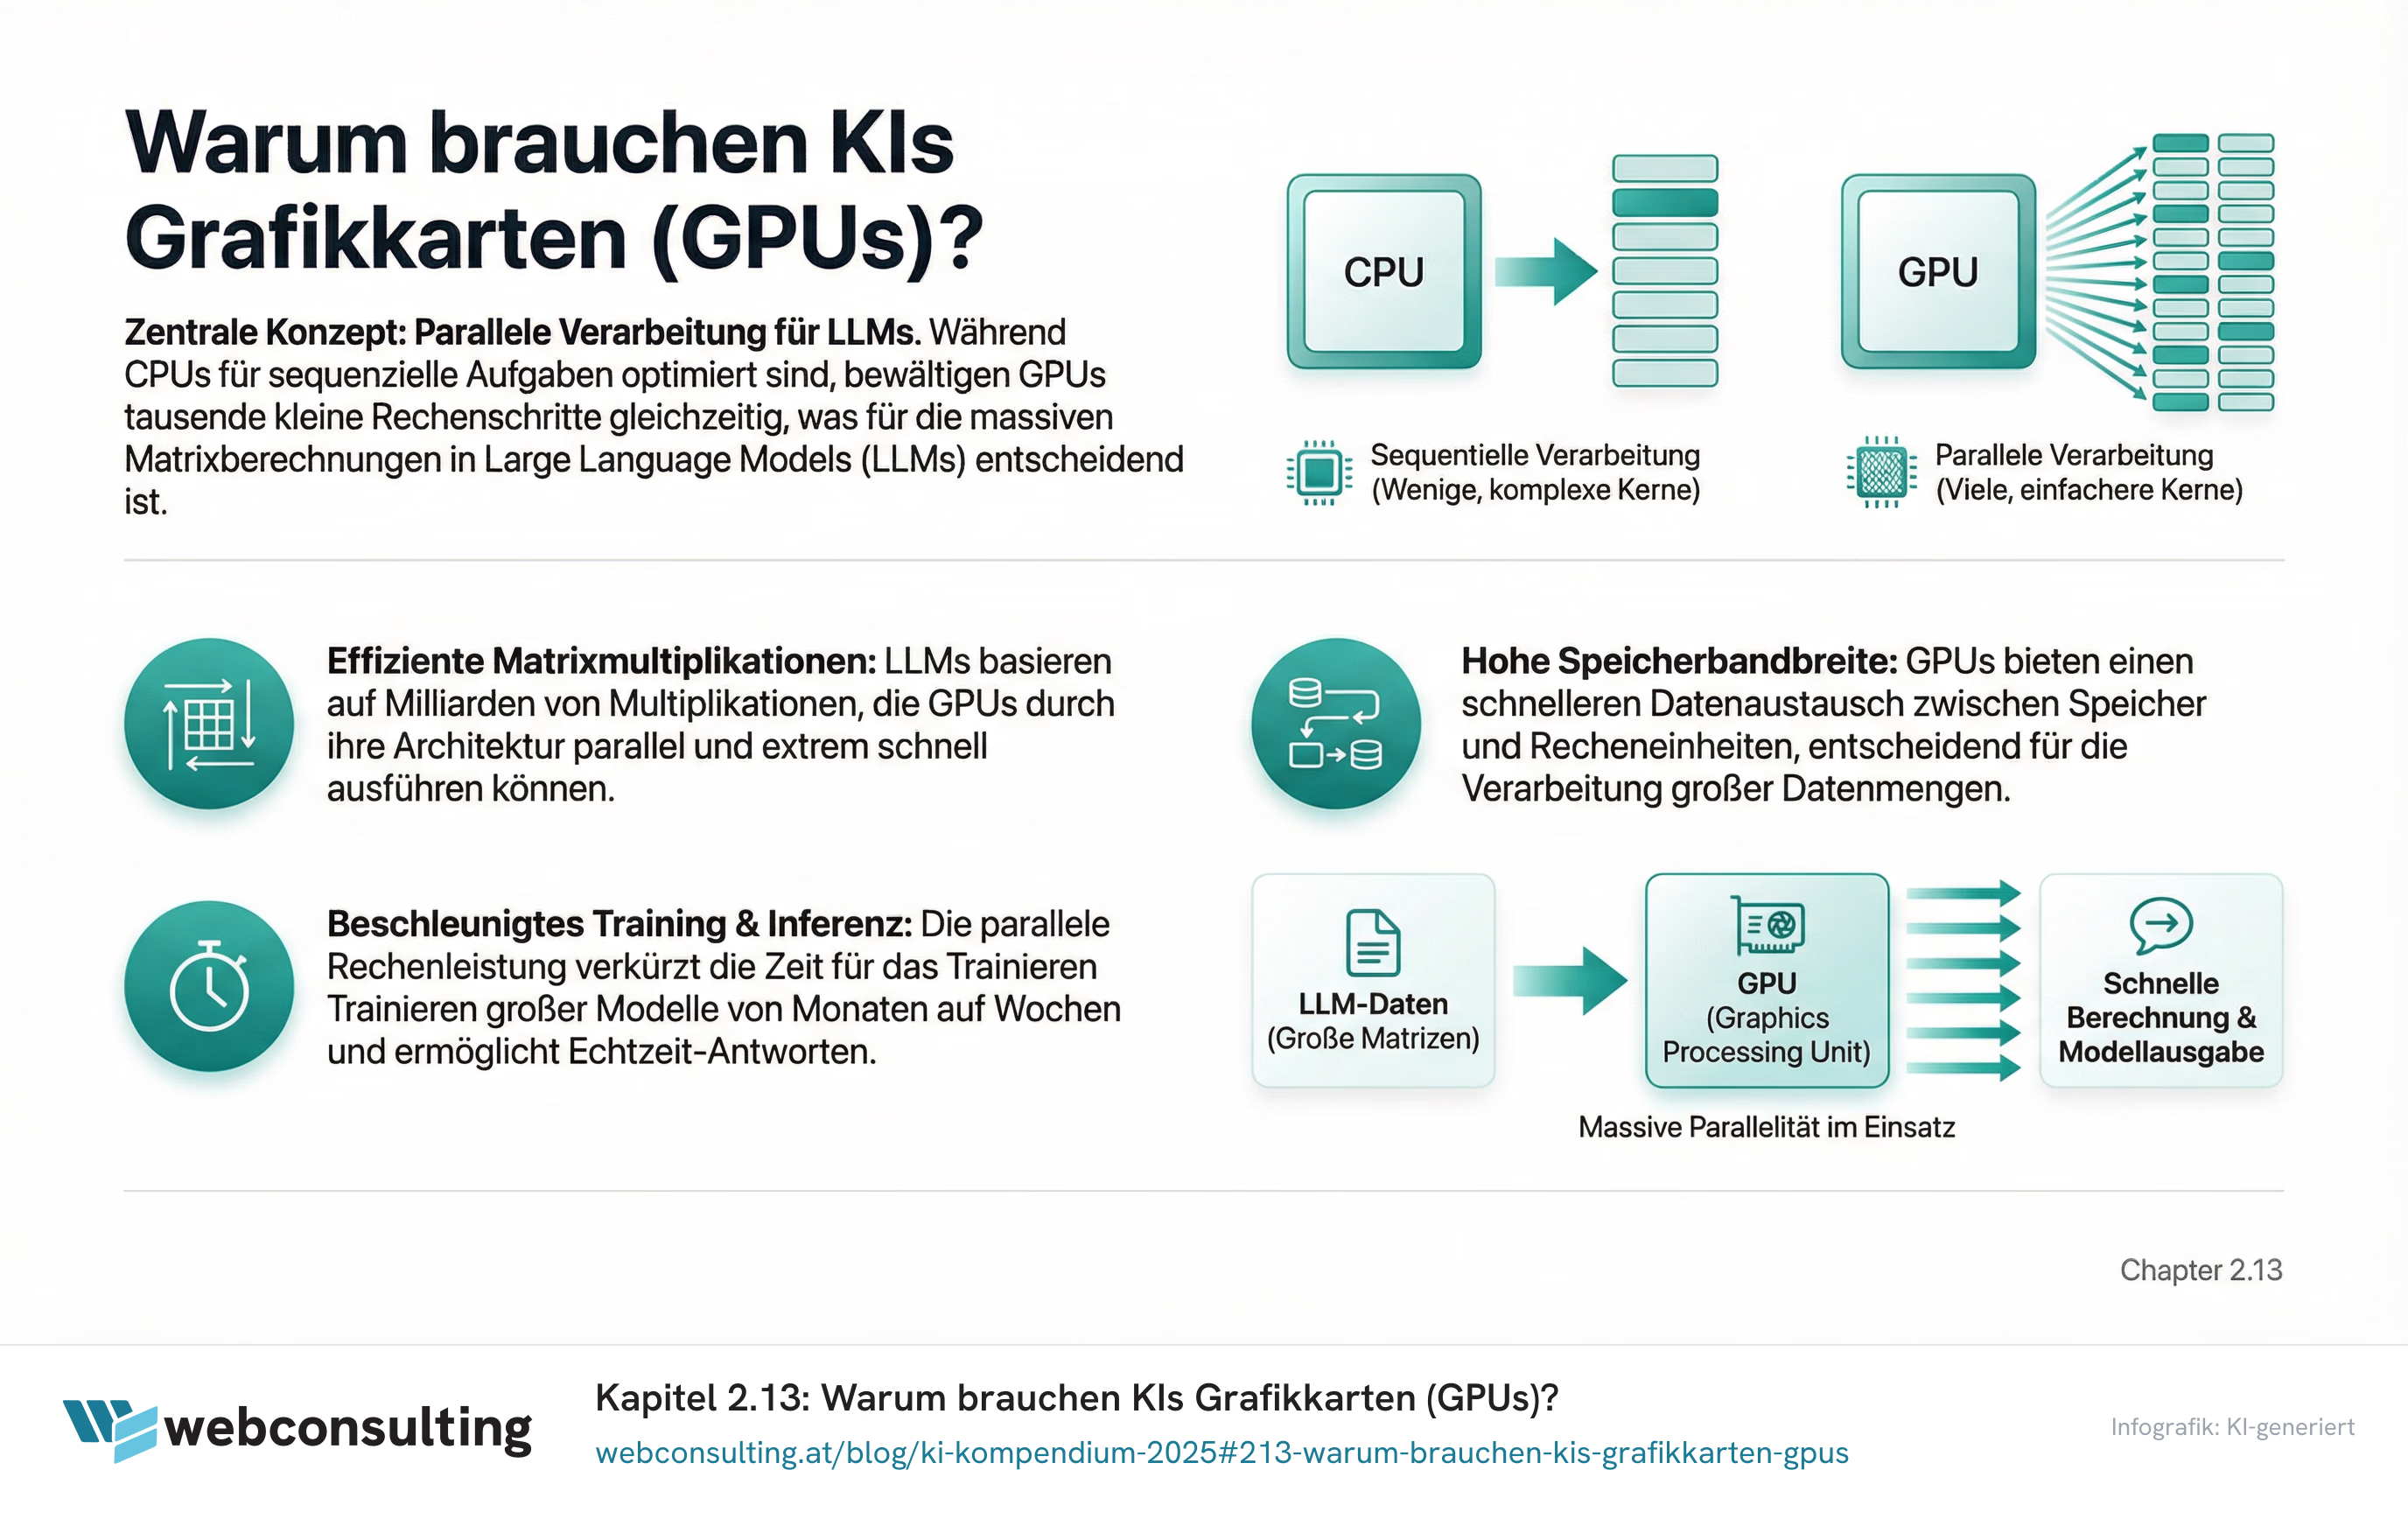 Warum brauchen KIs
Grafikkarten (GPUs)?
Zentrale Konzept: Parallele Verarbeitung für LLMs. Während
CPUs für sequenzielle Aufgaben optimiert sind, bewältigen GPUs
tausende kleine Rechenschritte gleichzeitig, was für die massiven
Matrixberechnungen in Large Language Models (LLMs) entscheidend
ist.
CPU
Sequentielle Verarbeitung
(Wenige, komplexe Kerne)
GPU
Parallele Verarbeitung
(Viele, einfachere Kerne)
Effiziente Matrixmultiplikationen: LLMs basieren
auf Milliarden von Multiplikationen, die GPUs durch
ihre Architektur parallel und extrem schnell
ausführen können.
Hohe Speicherbandbreite: GPUs bieten einen
schnelleren Datenaustausch zwischen Speicher
und Recheneinheiten, entscheidend für die
Verarbeitung großer Datenmengen.
Beschleunigtes Training & Inferenz: Die parallele
Rechenleistung verkürzt die Zeit für das Trainieren
Trainieren großer Modelle von Monaten auf Wochen
und ermöglicht Echtzeit-Antworten.
LLM-Daten
(Große Matrizen)
GPU
(Graphics
Processing Unit)
Schnelle
Berechnung &
Modellausgabe
Massive Parallelität im Einsatz
Chapter 2.13
webconsulting
Kapitel 2.13: Warum brauchen KIs Grafikkarten (GPUs)?
webconsulting.at/blog/ki-kompendium-2025#213-warum-brauchen-kis-grafikkarten-gpus
Infografik: KI-generiert